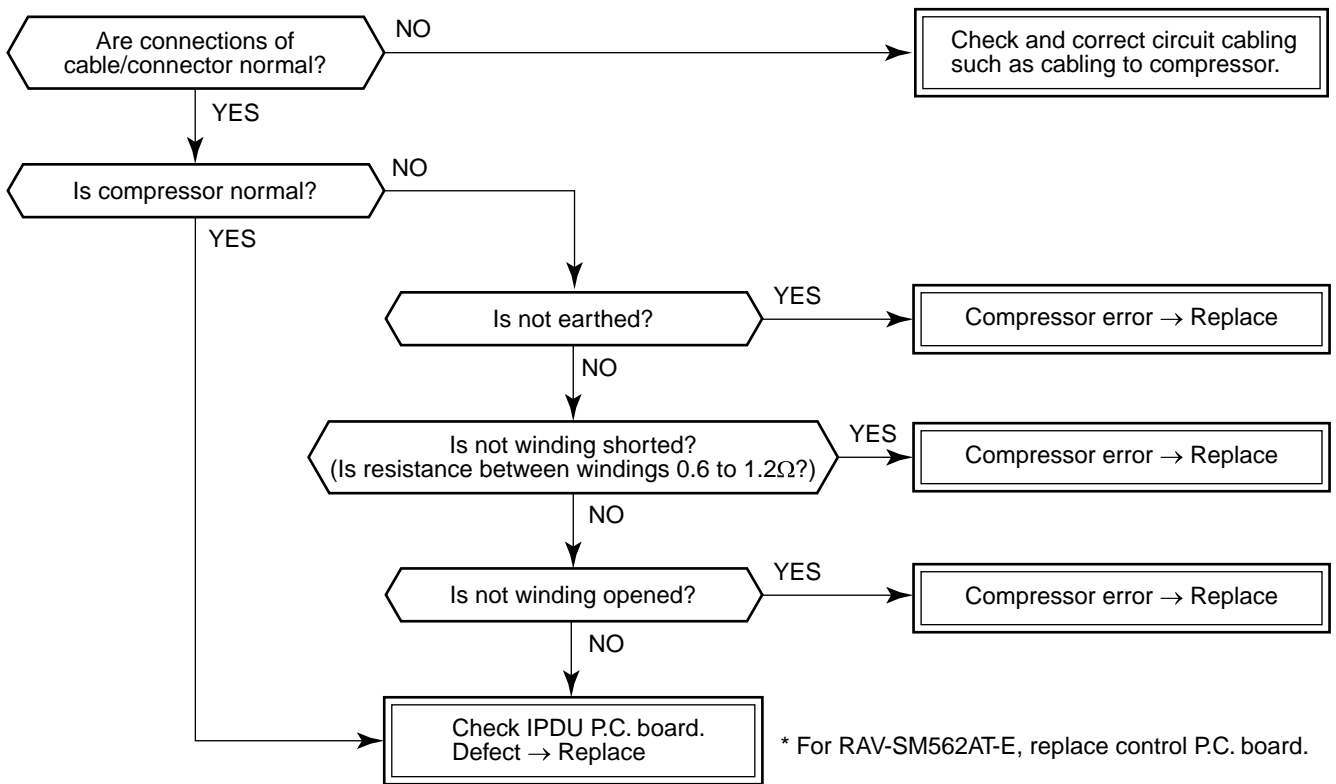 Are connections of
cable/connector normal?
NO
Check and correct circuit cabling
such as cabling to compressor.
YES
Is compressor normal?
NO
YES
Is not earthed?
YES
Compressor error → Replace
NO
Is not winding shorted?
(Is resistance between windings 0.6 to 1.2Ω?)
YES
Compressor error → Replace
NO
Is not winding opened?
YES
Compressor error → Replace
NO
Check IPDU P.C. board.
Defect → Replace
* For RAV-SM562AT-E, replace control P.C. board.